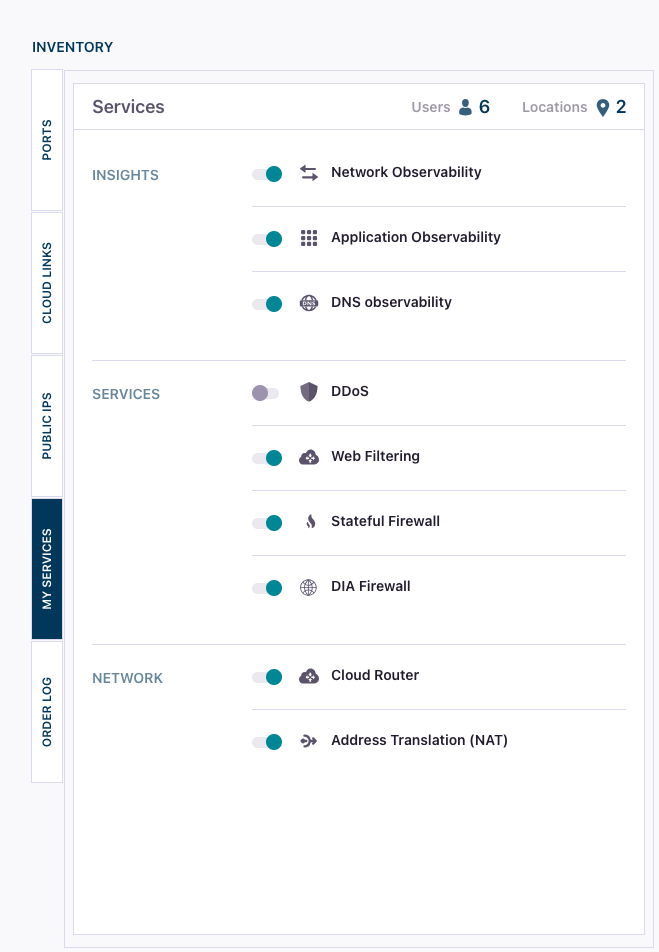 INVENTORY
PORTS
CLOUD LINKS
PUBLIC IPS
MY SERVICES
ORDER LOG
Services
Users 6
Locations 2
INSIGHTS
Network Observability
Application Observability
DNS
DNS observability
SERVICES
DDoS
Web Filtering
Stateful Firewall
DIA Firewall
NETWORK
Cloud Router
Address Translation (NAT)